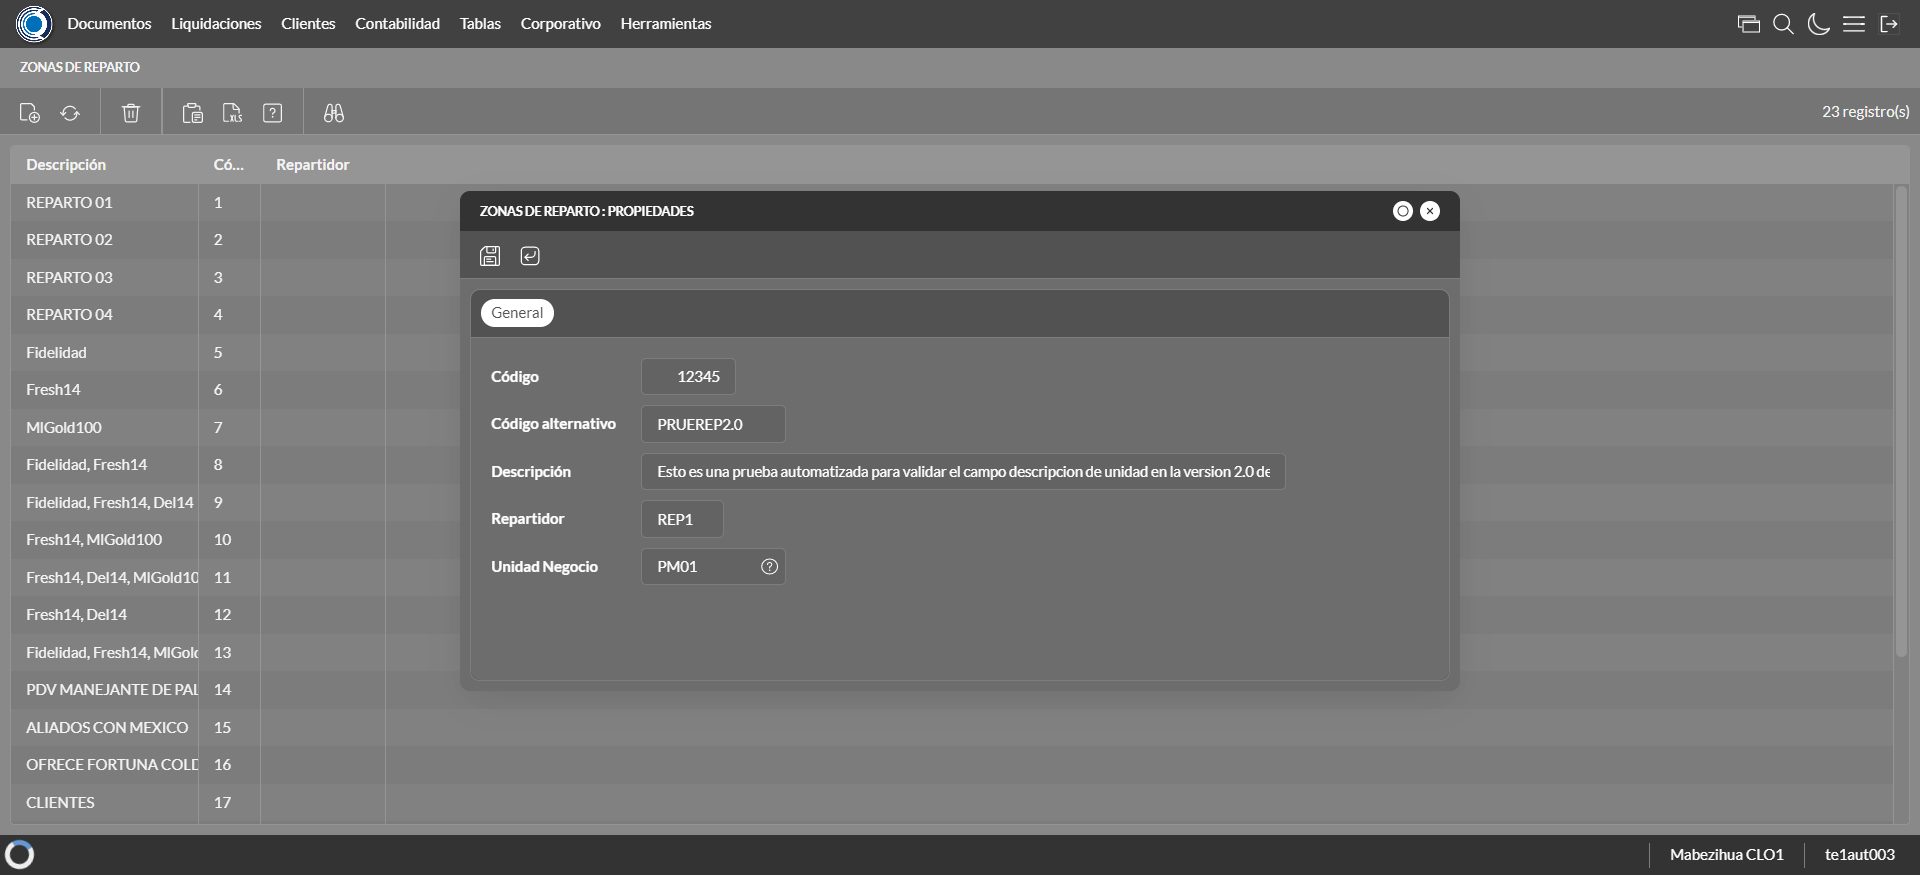 Documentos Liquidaciones Clientes Contabilidad Tablas Corporativo Herramientas
ZONAS DE REPARTO
XLS
23 registro(s)
Descripción Có... Repartidor
REPARTO 01 1
REPARTO 02 2
REPARTO 03 3
REPARTO 04 4
Fidelidad 5
Fresh14 6
MIGold100 7
Fidelidad, Fresh14 8
Fidelidad, Fresh14, Del14 9
Fresh14, MIGold100 10
Fresh14, Del14, MIGold10 11
Fresh14, Del14 12
Fidelidad, Fresh14, MIGol 13
PDV MANEJANTE DE PAL 14
ALIADOS CON MEXICO 15
OFRECE FORTUNA COLD 16
CLIENTES 17
ZONAS DE REPARTO : PROPIEDADES
General
Código 12345
Código alternativo PRUEREP2.0
Descripción Esto es una prueba automatizada para validar el campo descripcion de unidad en la version 2.0 de
Repartidor REP1
Unidad Negocio PM01
Mabezihua CLO1 te1aut003